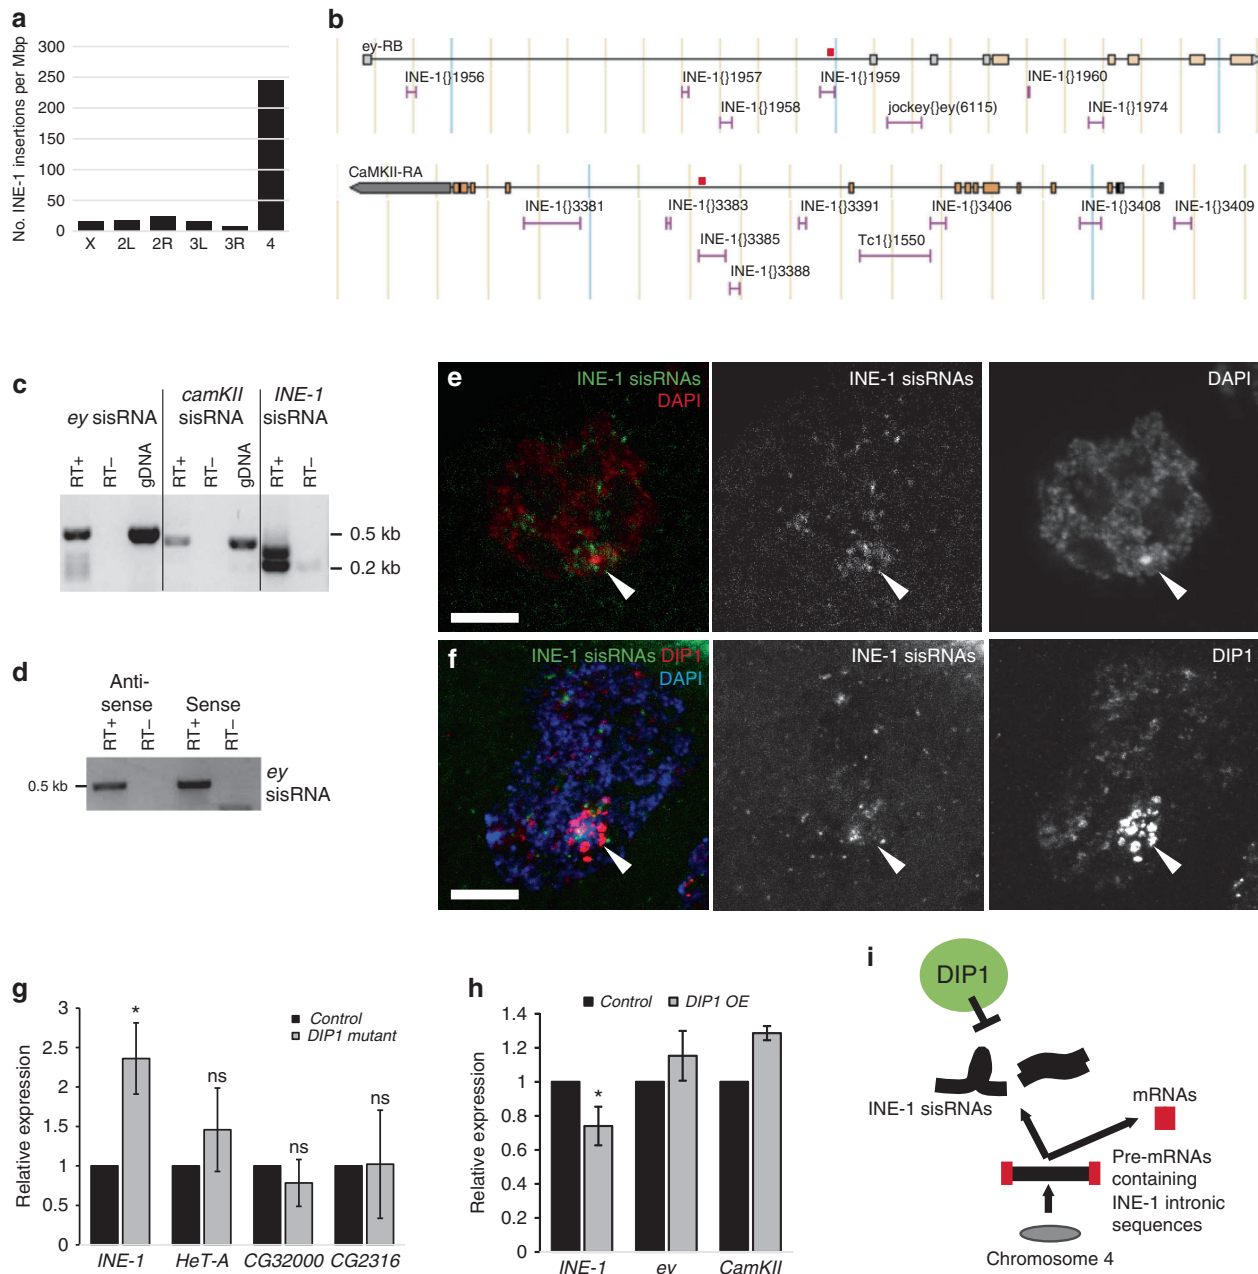 a
No. INE-1 insertions per Mbp
300
250
200
150
100
50
0
X 2L 2R 3L 3R 4
b
ey-RB
INE-1{}1956
INE-1{}1957
INE-1{}1959
INE-1{}1960
INE-1{}1958
jockey{}ey(6115)
INE-1{}1974
CaMKII-RA
INE-1{}3381
INE-1{}3383
INE-1{}3391
INE-1{}3406
INE-1{}3408
INE-1{}3409
INE-1{}3385
Tc1{}1550
INE-1{}3388
c
ey sisRNA
camKII
sisRNA
INE-1
sisRNA
RT+ RT– gDNA RT+ RT– gDNA RT+ RT–
0.5 kb
0.2 kb
d
Anti-
sense
Sense
RT+ RT– RT+ RT–
0.5 kb
ey
sisRNA
e
INE-1 sisRNAs
DAPI
INE-1 sisRNAs
DAPI
f
INE-1 sisRNAs DIP1
DAPI
INE-1 sisRNAs
DIP1
g
Relative expression
3
2.5
2
1.5
1
0.5
0
Control
DIP1 mutant
*
ns
ns
ns
INE-1 HeT-A CG32000 CG2316
h
Relative expression
Control DIP1 OE
1.4
1.2
1
0.8
0.6
0.4
0.2
0
*
INE-1 ey CamKII
i
DIP1
INE-1 sisRNAs
mRNAs
Pre-mRNAs
containing
INE-1 intronic
sequences
Chromosome 4